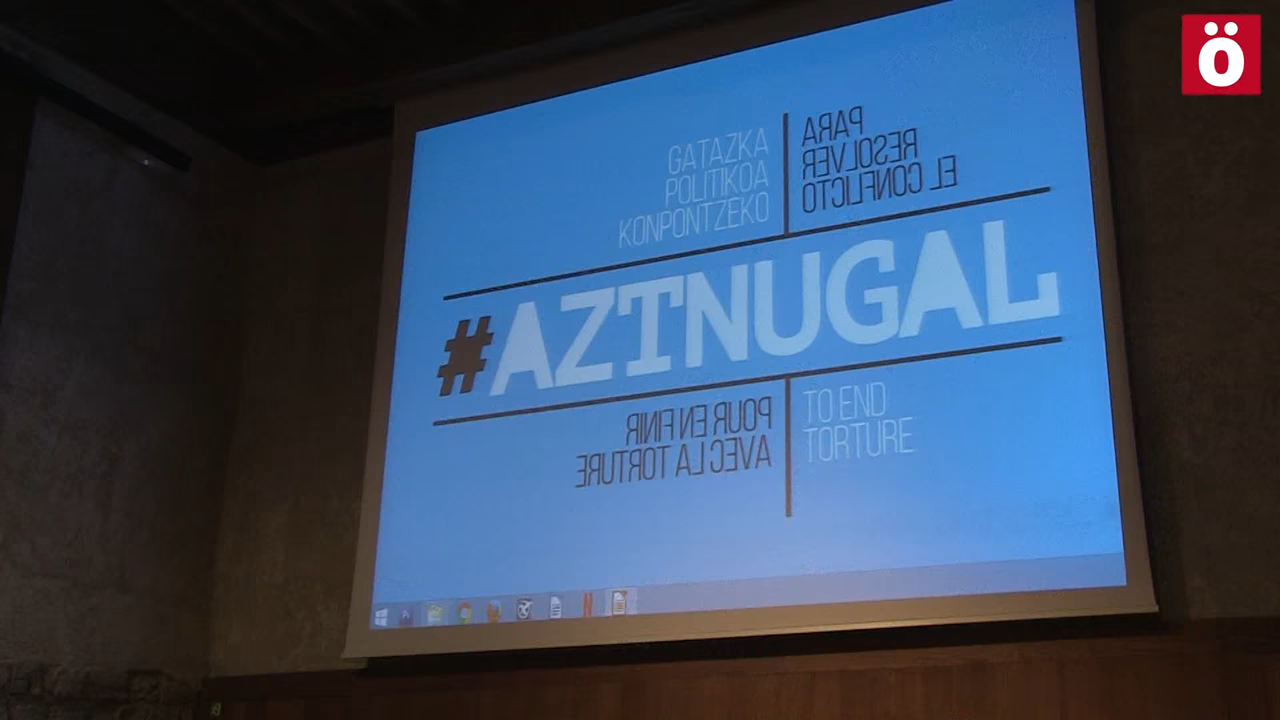 GATAZKA
POLITIKOA
KONPONTZEKO
PARA
RESOLVER
EL CONFLICTO
#AZTNUGAL
POUR EN FINIR
AVEC LA TORTURE
TO END
TORTURE
Ö